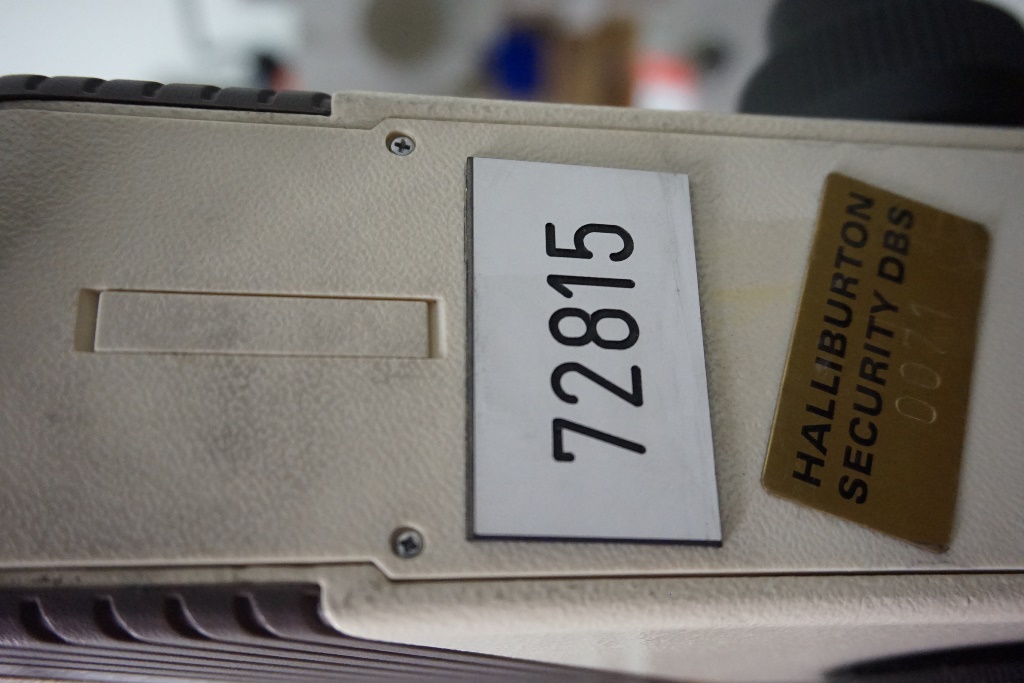 72815
HALLIBURTON
SECURITY DBS
0071